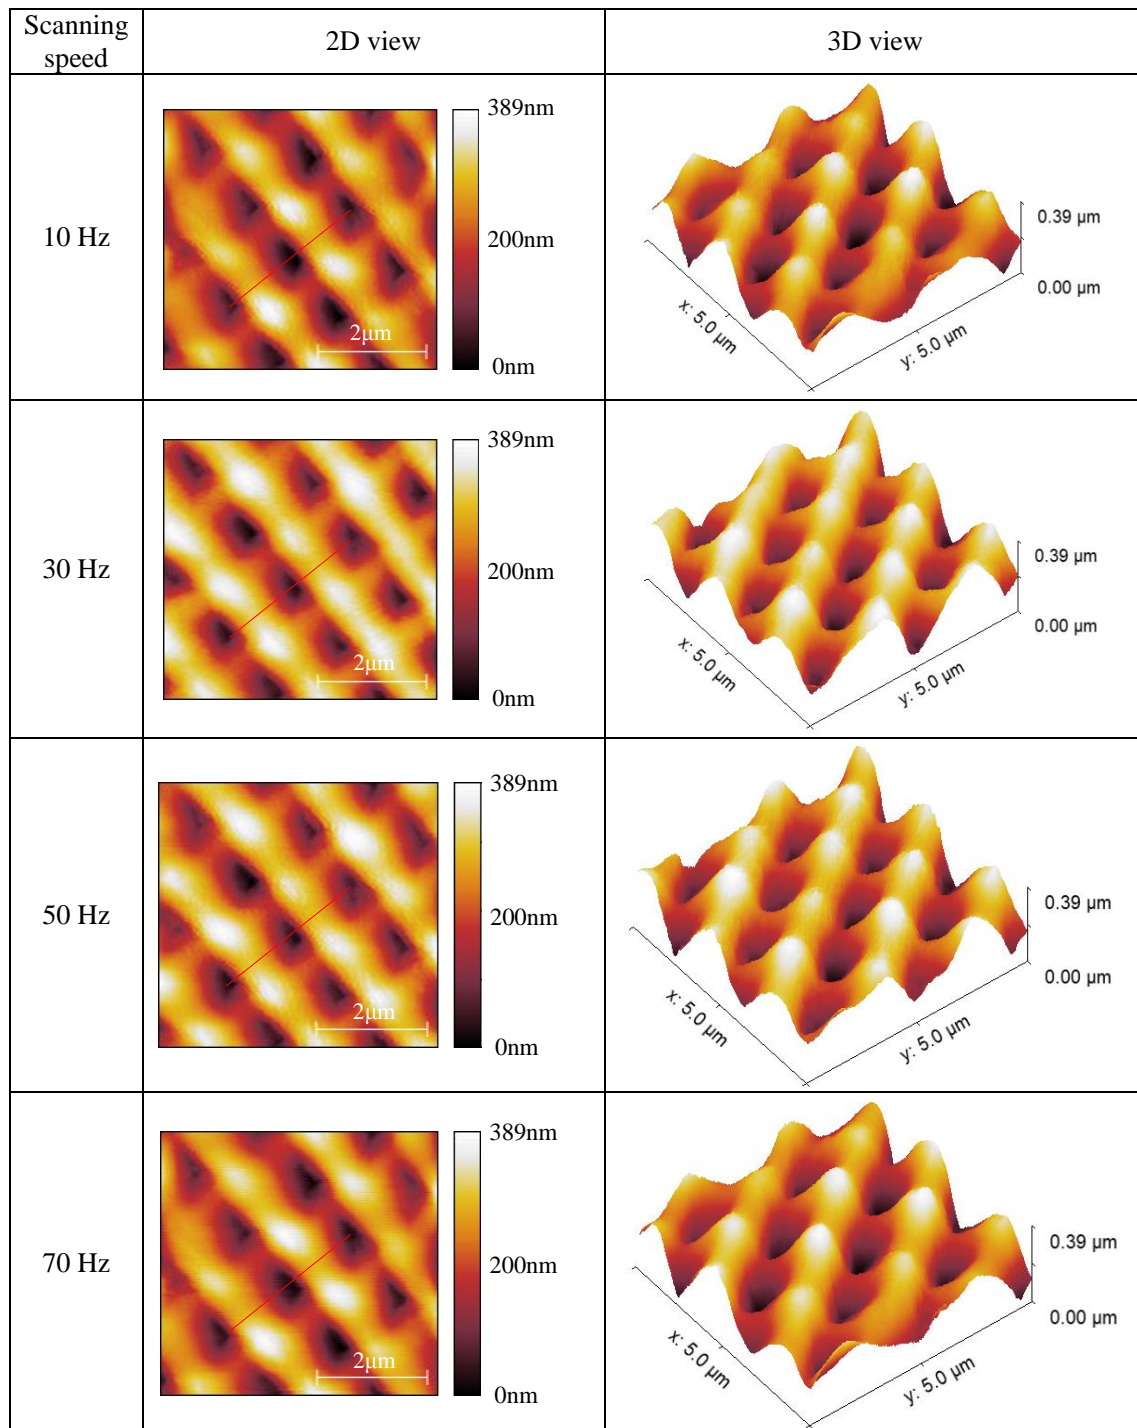 Scanning
speed
2D view
3D view
10 Hz
389nm
200nm
0nm
2μm
0.39 μm
0.00 μm
x: 5.0 μm
y: 5.0 μm
30 Hz
389nm
200nm
0nm
2μm
0.39 μm
0.00 μm
x: 5.0 μm
y: 5.0 μm
50 Hz
389nm
200nm
0nm
2μm
0.39 μm
0.00 μm
x: 5.0 μm
y: 5.0 μm
70 Hz
389nm
200nm
0nm
2μm
0.39 μm
0.00 μm
x: 5.0 μm
y: 5.0 μm